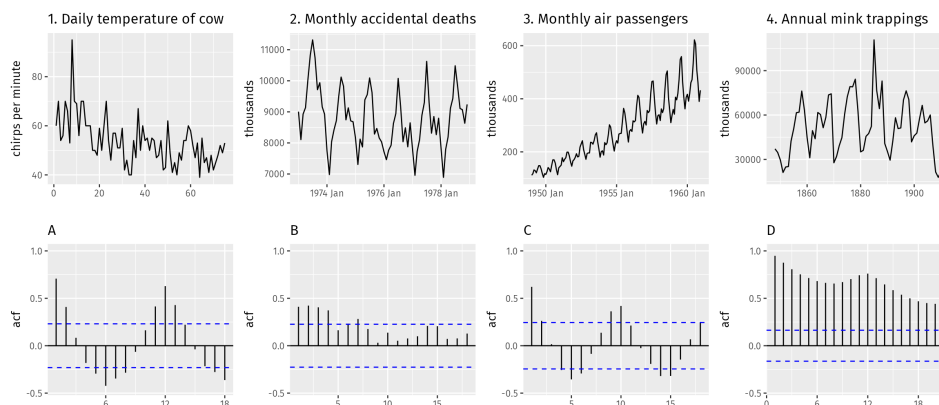 1. Daily temperature of cow
2. Monthly accidental deaths
3. Monthly air passengers
4. Annual mink trappings
chirps per minute
80
60
40
0
20
40
60
thousands
11000
10000
9000
8000
7000
1974 Jan
1976 Jan
1978 Jan
thousands
600
400
200
1950 Jan
1955 Jan
1960 Jan
thousands
90000
60000
30000
1860
1880
1900
A
B
C
D
acf
1.0
0.5
0.0
-0.5
6
12
18
acf
1.0
0.5
0.0
-0.5
5
10
15
acf
1.0
0.5
0.0
-0.5
5
10
15
acf
1.0
0.5
0.0
-0.5
0
6
12
18